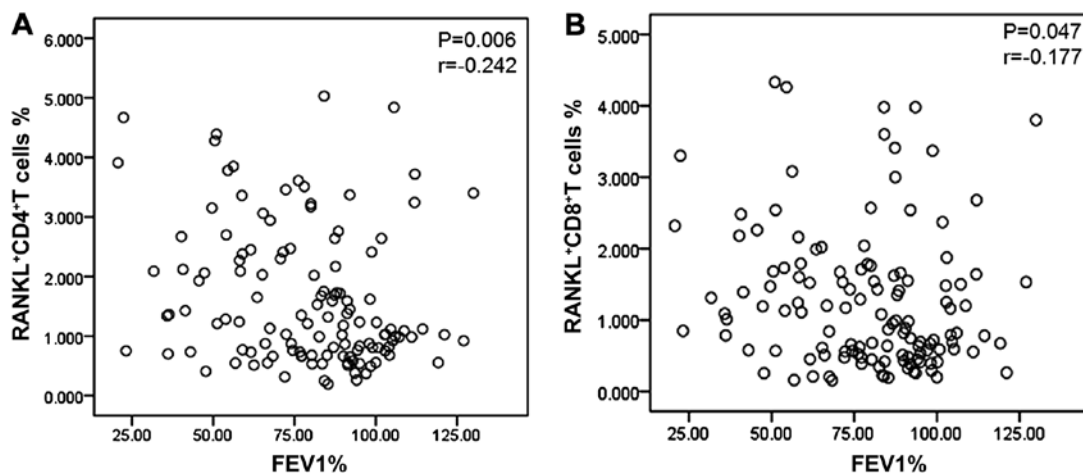 A
P=0.006
r=-0.242
RANKL⁺CD4⁺T cells %
6.000
5.000
4.000
3.000
2.000
1.000
0.000
25.00 50.00 75.00 100.00 125.00
FEV1%
B
P=0.047
r=-0.177
RANKL⁺CD8⁺T cells %
5.000
4.000
3.000
2.000
1.000
0.000
25.00 50.00 75.00 100.00 125.00
FEV1%